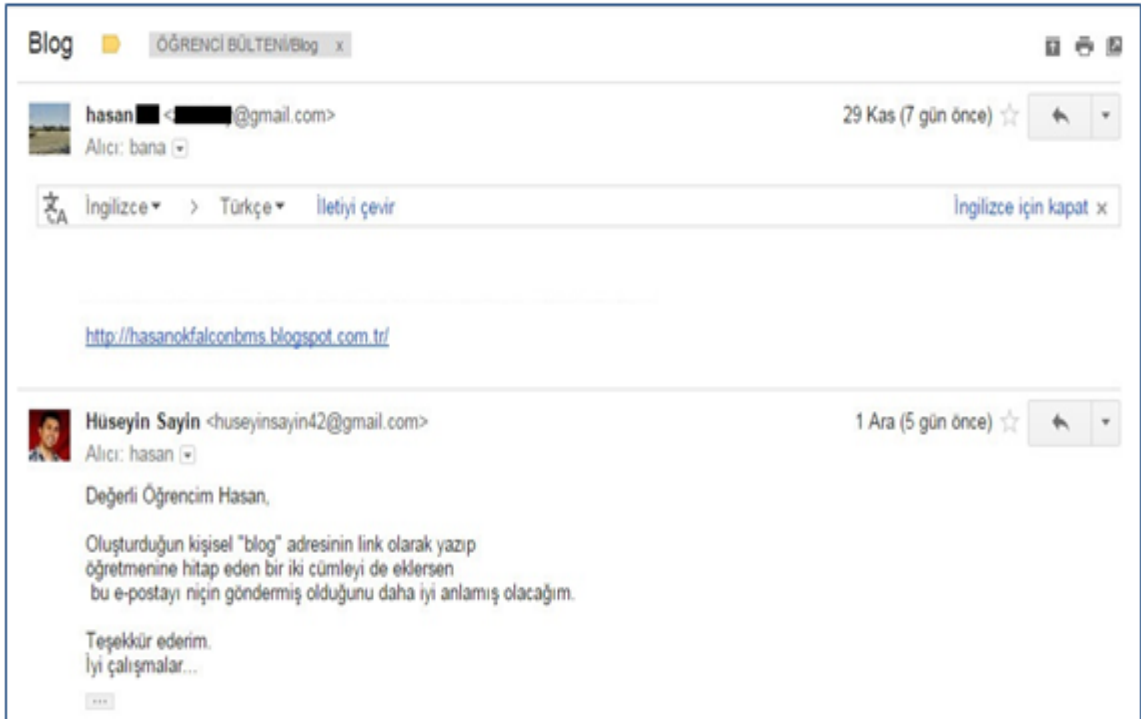 Blog ÖĞRENCİ BÜLTENİ/Blog x
hasan < @gmail.com> 29 Kas (7 gün önce)
Alıcı: bana
İngilizce > Türkçe İletiyi çevir İngilizce için kapat x
http://hasanokfalconbms.blogspot.com.tr/
Hüseyin Sayin <huseyinsayin42@gmail.com> 1 Ara (5 gün önce)
Alıcı: hasan
Değerli Öğrencim Hasan,
Oluşturduğun kişisel "blog" adresinin link olarak yazıp
öğretmenine hitap eden bir iki cümleyi de eklersen
bu e-postayı niçin göndermiş olduğunu daha iyi anlamış olacağım.
Teşekkür ederim.
İyi çalışmalar...